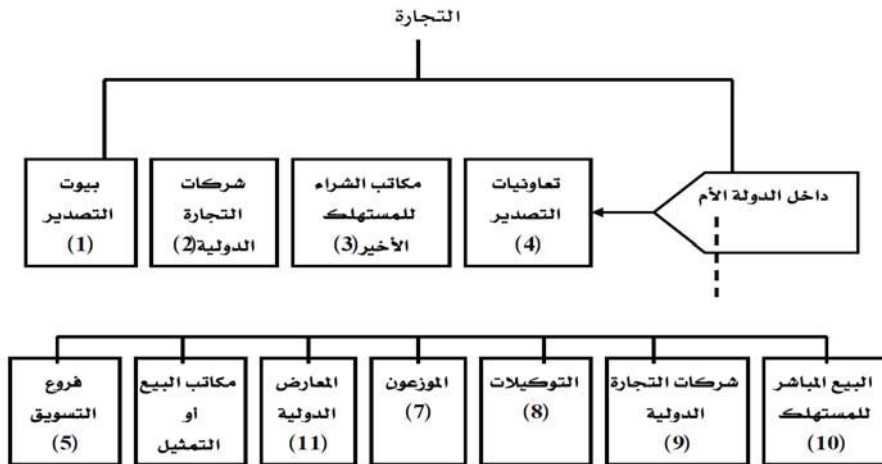 التجارة
داخل الدولة الأم
تعاونيات
التصدير
(4)
مكاتب الشراء
للمستهلك
الأخير(3)
شركات
التجارة
الدولية(2)
بيوت
التصدير
(1)
البيع المباشر
للمستهلك
(10)
شركات التجارة
الدولية
(9)
التوكيلات
(8)
الموزعون
(7)
المعارض
الدولية
(11)
مكاتب البيع
أو
التمثيل
فروع
التسويق
(5)